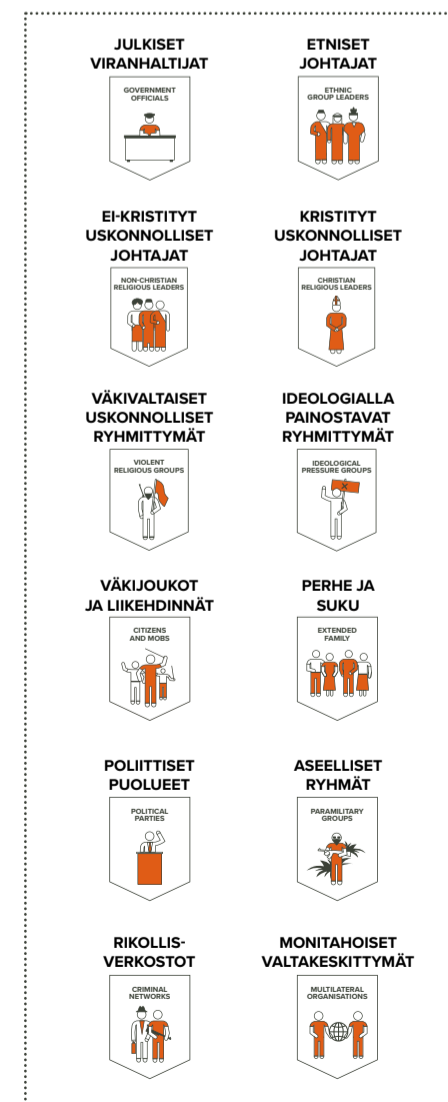 JULKISET
VIRANHALTIJAT
GOVERNMENT
OFFICIALS
ETNISET
JOHTAJAT
ETHNIC
GROUP LEADERS
EI-KRISTITYT
USKONNOLLISET
JOHTAJAT
NON-CHRISTIAN
RELIGIOUS LEADERS
KRISTITYT
USKONNOLLISET
JOHTAJAT
CHRISTIAN
RELIGIOUS LEADERS
VÄKIVALTAISET
USKONNOLLISET
RYHMITTYMÄT
VIOLENT
RELIGIOUS GROUPS
IDEOLOGIALLA
PAINOSTAVAT
RYHMITTYMÄT
IDEOLOGICAL
PRESSURE GROUPS
VÄKIJOUKOT
JA LIIKEHDINNÄT
CITIZENS
AND MOBS
PERHE JA
SUKU
EXTENDED
FAMILY
POLIITTISET
PUOLUEET
POLITICAL
PARTIES
ASEELLISET
RYHMÄT
PARAMILITARY
GROUPS
RIKOLLIS-
VERKOSTOT
CRIMINAL
NETWORKS
MONITAHOISET
VALTAKESKITTYMÄT
MULTILATERAL
ORGANISATIONS